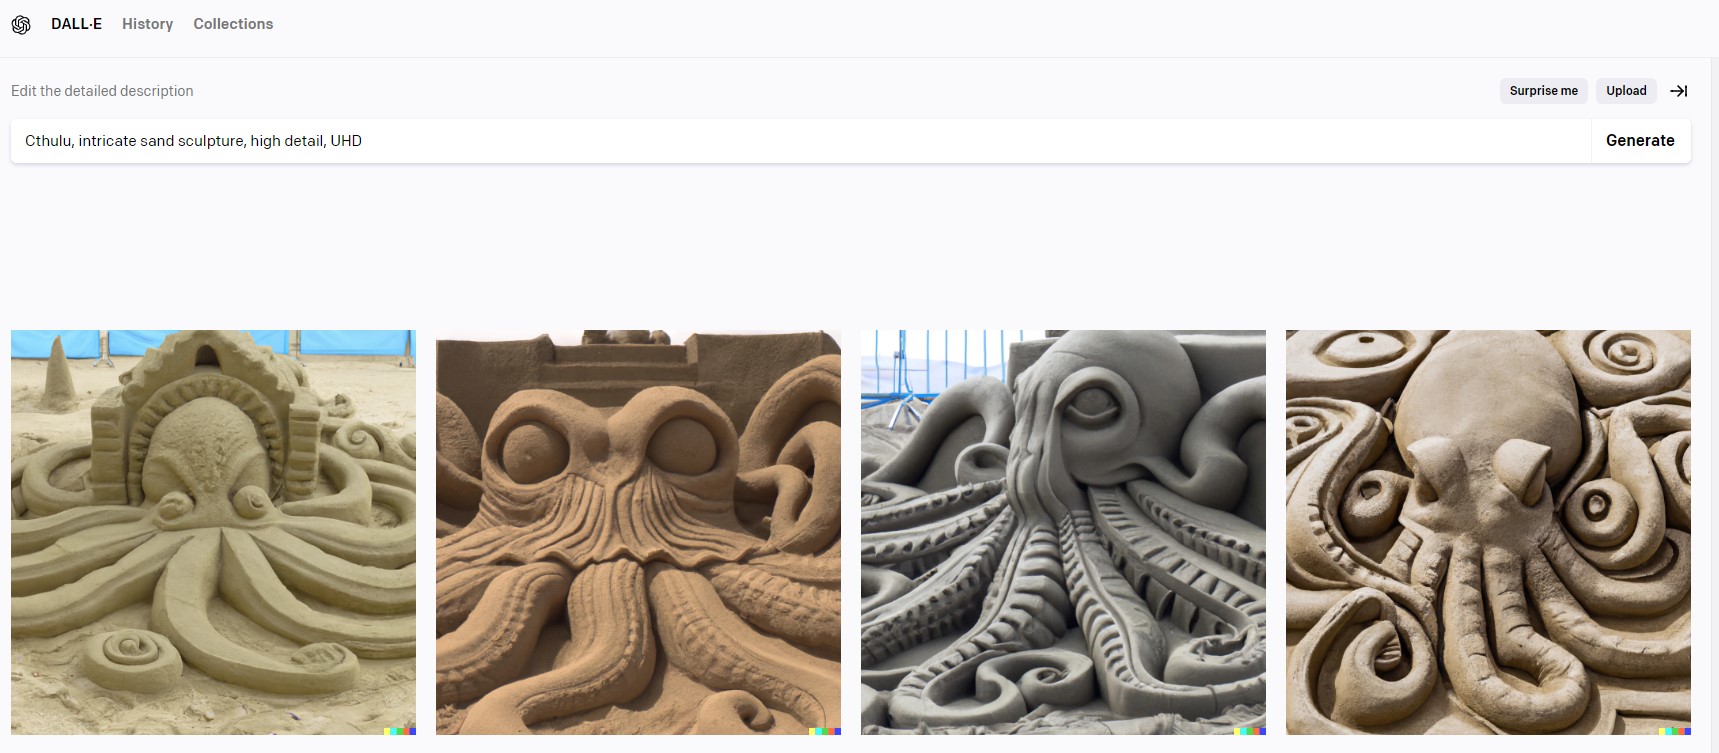 DALL·E History Collections
Edit the detailed description
Surprise me
Upload
Cthulu, intricate sand sculpture, high detail, UHD
Generate